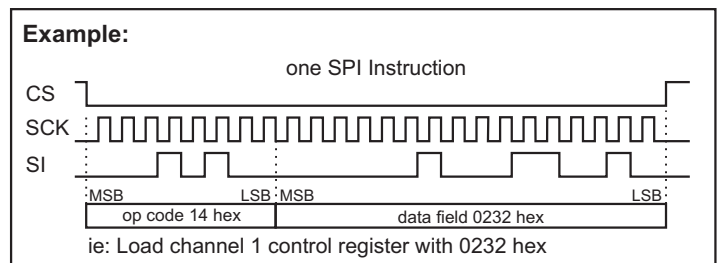 Example:
one SPI Instruction
CS
SCK
SI
MSB LSB MSB LSB
op code 14 hex data field 0232 hex
ie: Load channel 1 control register with 0232 hex